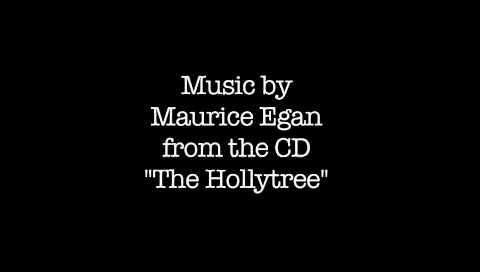 Music by
Maurice Egan
from the CD
"The Hollytree"